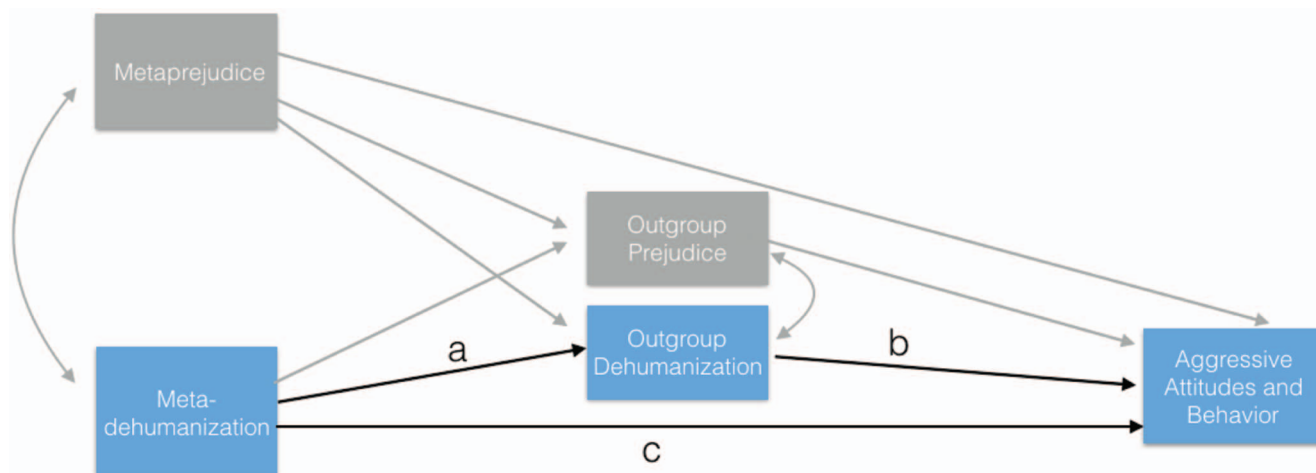 Metaprejudice
Outgroup
Prejudice
Outgroup
Dehumanization
a
b
Meta-
dehumanization
Aggressive
Attitudes and
Behavior
c